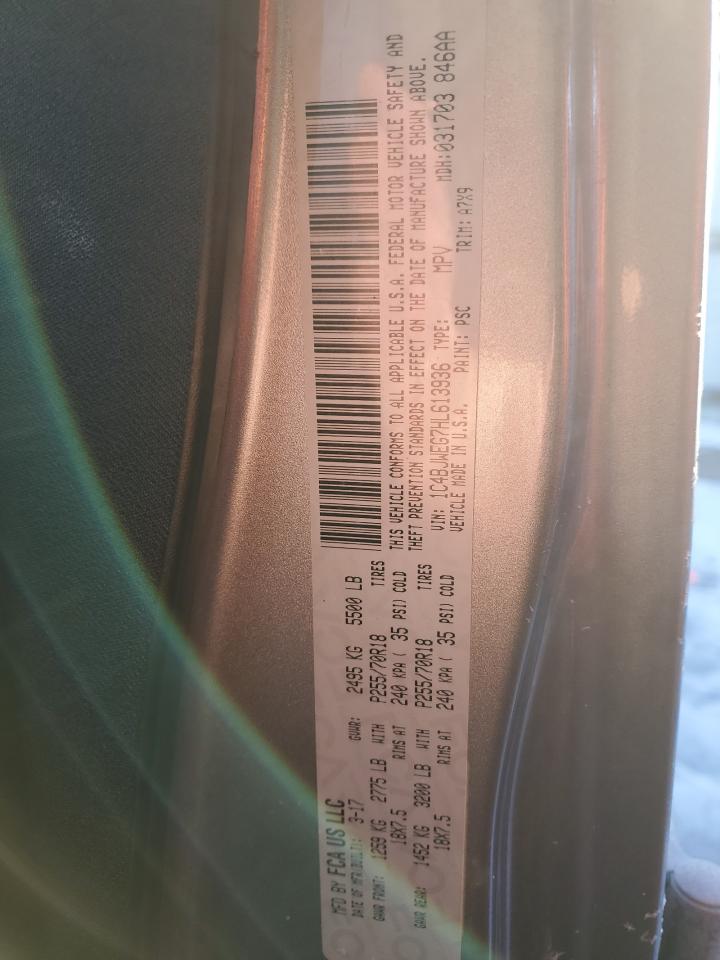 MFD BY FCA US LLC
DATE OF MFR(BUILT): 3-17 GVWR: 2495 KG 5500 LB
GAWR FRONT: 1259 KG 2775 LB WITH P255/70R18 TIRES
18X7.5 RIMS AT 240 KPA ( 35 PSI) COLD
GAWR REAR: 1452 KG 3200 LB WITH P255/70R18 TIRES
18X7.5 RIMS AT 240 KPA ( 35 PSI) COLD
THIS VEHICLE CONFORMS TO ALL APPLICABLE U.S.A. FEDERAL MOTOR VEHICLE SAFETY AND
THEFT PREVENTION STANDARDS IN EFFECT ON THE DATE OF MANUFACTURE SHOWN ABOVE.
VIN: 1C4BJWEG7HL613936 TYPE: MPV MDH:031703 846AA
VEHICLE MADE IN U.S.A. PAINT: PSC TRIM: A7X9